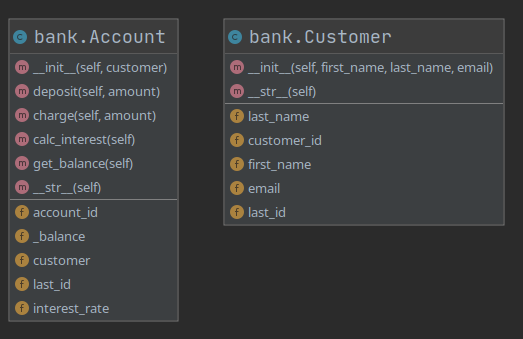 C bank.Account
m __init__(self, customer)
m deposit(self, amount)
m charge(self, amount)
m calc_interest(self)
m get_balance(self)
m __str__(self)
f account_id
f _balance
f customer
f last_id
f interest_rate
C bank.Customer
m __init__(self, first_name, last_name, email)
m __str__(self)
f last_name
f customer_id
f first_name
f email
f last_id